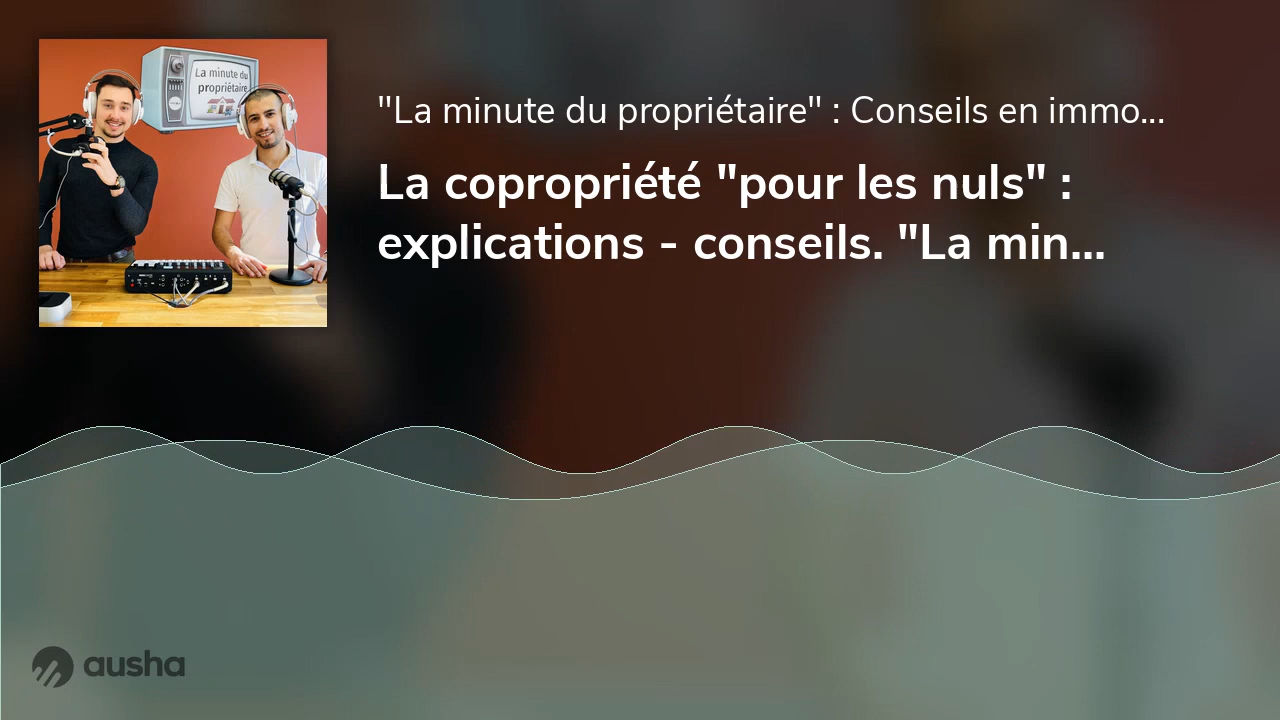 La minute du
propriétaire
"La minute du propriétaire" : Conseils en immo...
La copropriété "pour les nuls" :
explications - conseils. "La min...
ausha